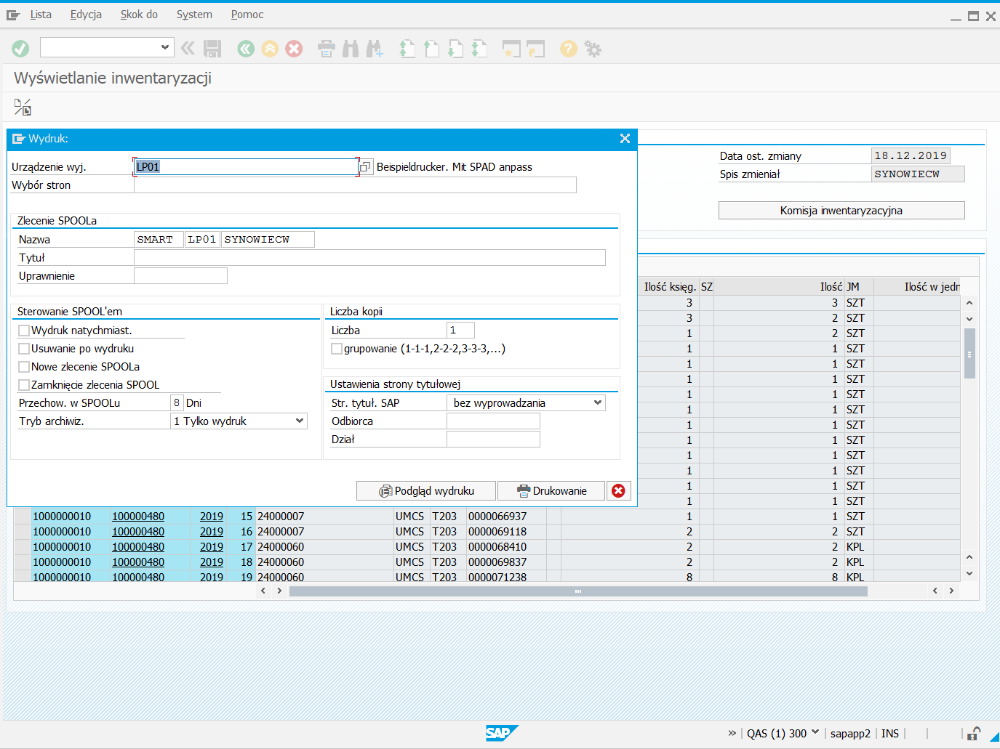 Lista Edycja Skok do System Pomoc
Wyświetlanie inwentaryzacji
Wydruk:
Urządzenie wyj. LP01 Beispieldrucker. Mit SPAD anpass
Wybór stron
Zlecenie SPOOLa
Nazwa SMART LP01 SYNOWIECW
Tytuł
Uprawnienie
Sterowanie SPOOL'em
Wydruk natychmiast.
Usuwanie po wydruku
Nowe zlecenie SPOOLa
Zamknięcie zlecenia SPOOL
Przechow. w SPOOLu 8 Dni
Tryb archiwiz. 1 Tylko wydruk
Liczba kopii
Liczba 1
grupowanie (1-1-1,2-2-2,3-3-3,...)
Ustawienia strony tytułowej
Str. tytuł. SAP bez wyprowadzania
Odbiorca
Dział
Podgląd wydruku Drukowanie
Data ost. zmiany 18.12.2019
Spis zmieniał SYNOWIECW
Komisja inwentaryzacyjna
Ilość księg. SZ Ilość JM Ilość w jedn
3 3 SZT
3 2 SZT
1 2 SZT
1 1 SZT
1 1 SZT
1 1 SZT
1 1 SZT
1 1 SZT
1 1 SZT
1 1 SZT
1 1 SZT
1 1 SZT
1 1 SZT
1 1 SZT
1000000010 100000480 2019 15 24000007 UMCS T203 0000066937 1 1 SZT
1000000010 100000480 2019 16 24000007 UMCS T203 0000069118 2 2 SZT
1000000010 100000480 2019 17 24000060 UMCS T203 0000068410 2 2 KPL
1000000010 100000480 2019 18 24000060 UMCS T203 0000069837 2 2 KPL
1000000010 100000480 2019 19 24000060 UMCS T203 0000071238 8 8 KPL
SAP QAS (1) 300 sapapp2 INS